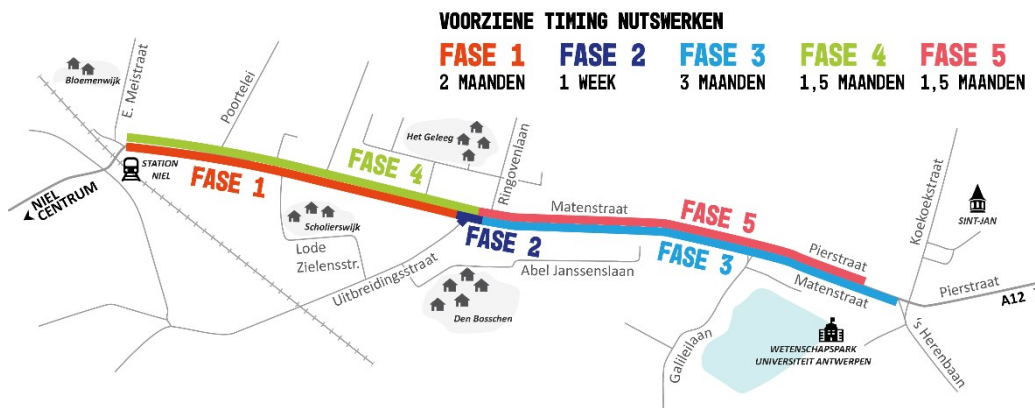 VOORZIENE TIMING NUTSWERKEN
FASE 1
2 MAANDEN
FASE 2
1 WEEK
FASE 3
3 MAANDEN
FASE 4
1,5 MAANDEN
FASE 5
1,5 MAANDEN
Bloemenwijk
E. Meistraat
Poortelei
Het Geleeg
Ringovenlaan
STATION
NIEL
FASE 1
FASE 4
NIEL
CENTRUM
Scholierswijk
Lode
Zielensstr.
Uitbreidingsstraat
FASE 2
Matenstraat
FASE 5
FASE 3
Abel Janssenslaan
Den Bosschen
Pierstraat
Matenstraat
Koekoekstraat
SINT-JAN
Pierstraat
A12
's Herenbaan
Galileilaan
WETENSCHAPSPARK
UNIVERSITEIT ANTWERPEN